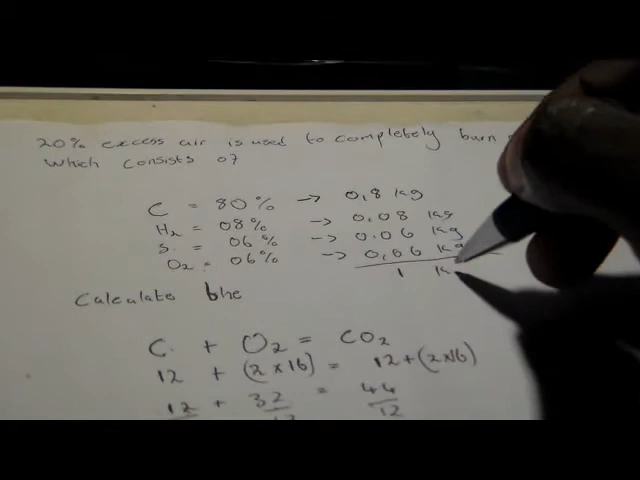 20% excess air is used to completely burn
which consists of
C = 80% → 0,8 kg
H₂ = 08% → 0.08 kg
S. = 06% → 0.06 kg
O₂ = 06% → 0,06 kg
1 k
Calculate the
C. + O₂ = CO₂
12 + (2×16) = 12+(2×16)
12 + 32/12 = 44/12